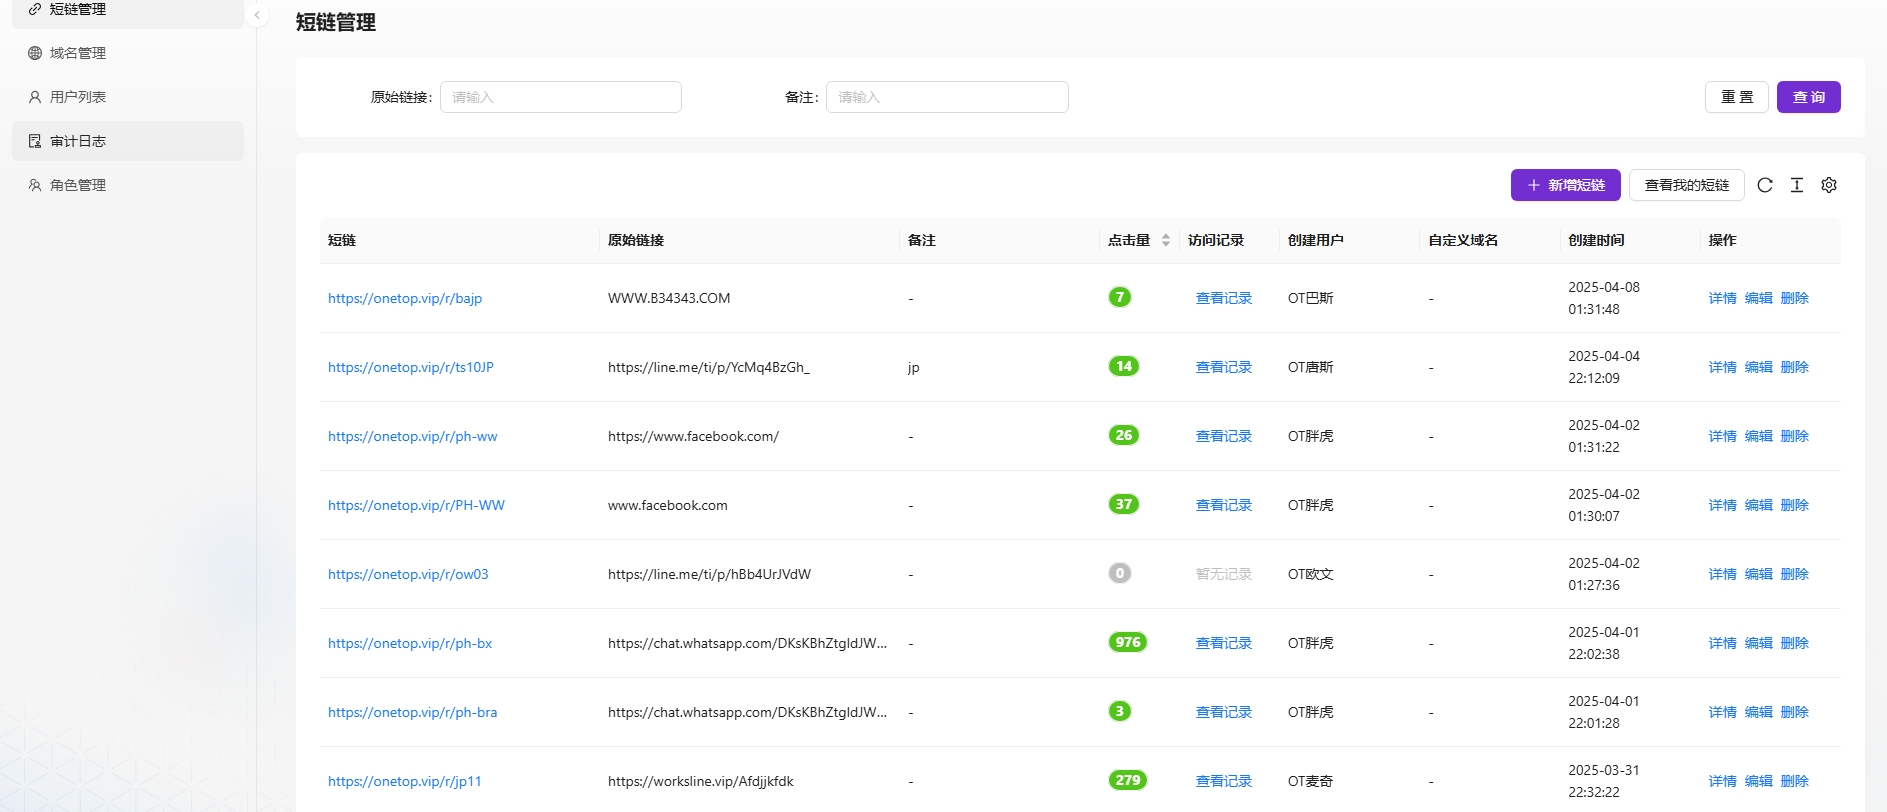 短链管理
域名管理
用户列表
审计日志
角色管理
短链管理
原始链接: 请输入 备注: 请输入 重 置 查 询
新增短链 查看我的短链
短链 原始链接 备注 点击量 访问记录 创建用户 自定义域名 创建时间 操作
https://onetop.vip/r/bajp WWW.B34343.COM - 7 查看记录 OT巴斯 - 2025-04-08 01:31:48 详情 编辑 删除
https://onetop.vip/r/ts10JP https://line.me/ti/p/YcMq4BzGh_ jp 14 查看记录 OT唐斯 - 2025-04-04 22:12:09 详情 编辑 删除
https://onetop.vip/r/ph-ww https://www.facebook.com/ - 26 查看记录 OT胖虎 - 2025-04-02 01:31:22 详情 编辑 删除
https://onetop.vip/r/PH-WW www.facebook.com - 37 查看记录 OT胖虎 - 2025-04-02 01:30:07 详情 编辑 删除
https://onetop.vip/r/ow03 https://line.me/ti/p/hBb4UrJVdW - 0 暂无记录 OT欧文 - 2025-04-02 01:27:36 详情 编辑 删除
https://onetop.vip/r/ph-bx https://chat.whatsapp.com/DKsKBhZtgIdJW... - 976 查看记录 OT胖虎 - 2025-04-01 22:02:38 详情 编辑 删除
https://onetop.vip/r/ph-bra https://chat.whatsapp.com/DKsKBhZtgIdJW... - 3 查看记录 OT胖虎 - 2025-04-01 22:01:28 详情 编辑 删除
https://onetop.vip/r/jp11 https://worksline.vip/Afdjjkfdk - 279 查看记录 OT麦奇 - 2025-03-31 22:32:22 详情 编辑 删除